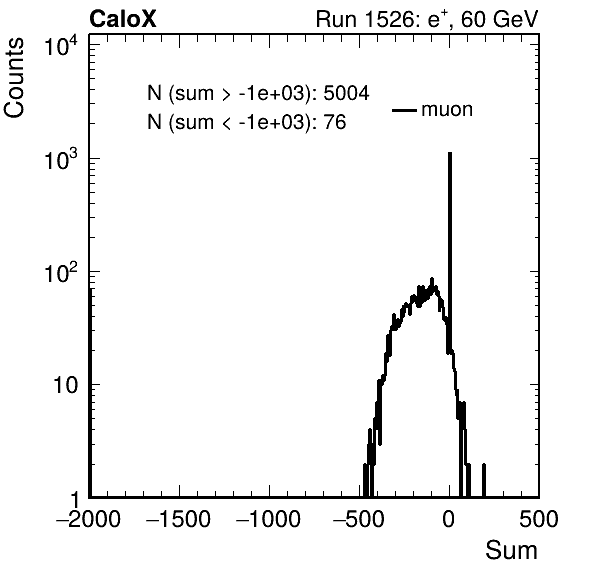 CaloX Run 1526: e⁺, 60 GeV
Counts
10⁴
N (sum > -1e+03): 5004
N (sum < -1e+03): 76
muon
10³
10²
10
1
−2000 −1500 −1000 −500 0 500
Sum